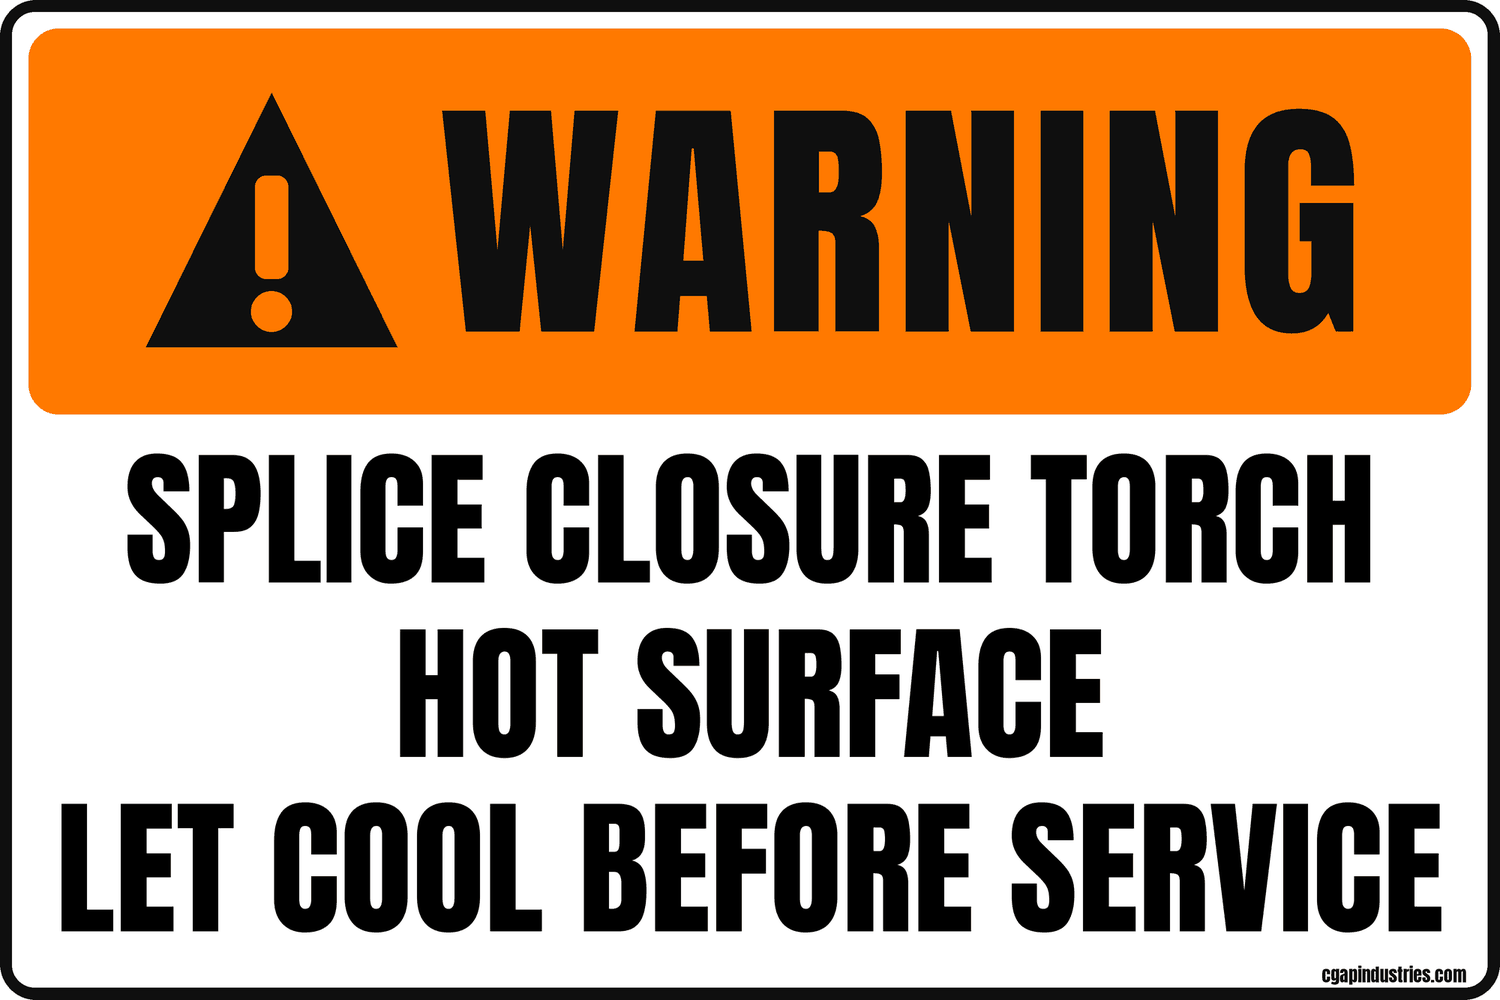 WARNING
SPLICE CLOSURE TORCH
HOT SURFACE
LET COOL BEFORE SERVICE
cgapindustries.com